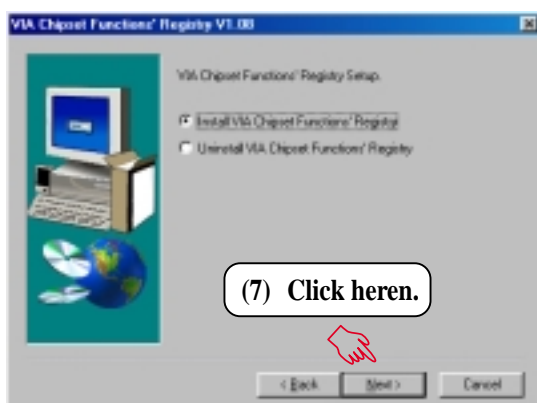 VIA Chipset Functions' Registry V1.08
VIA Chipset Functions' Registry Setup.
Install VIA Chipset Functions' Registry
Uninstall VIA Chipset Functions' Registry
(7) Click heren.
< Back Next > Cancel